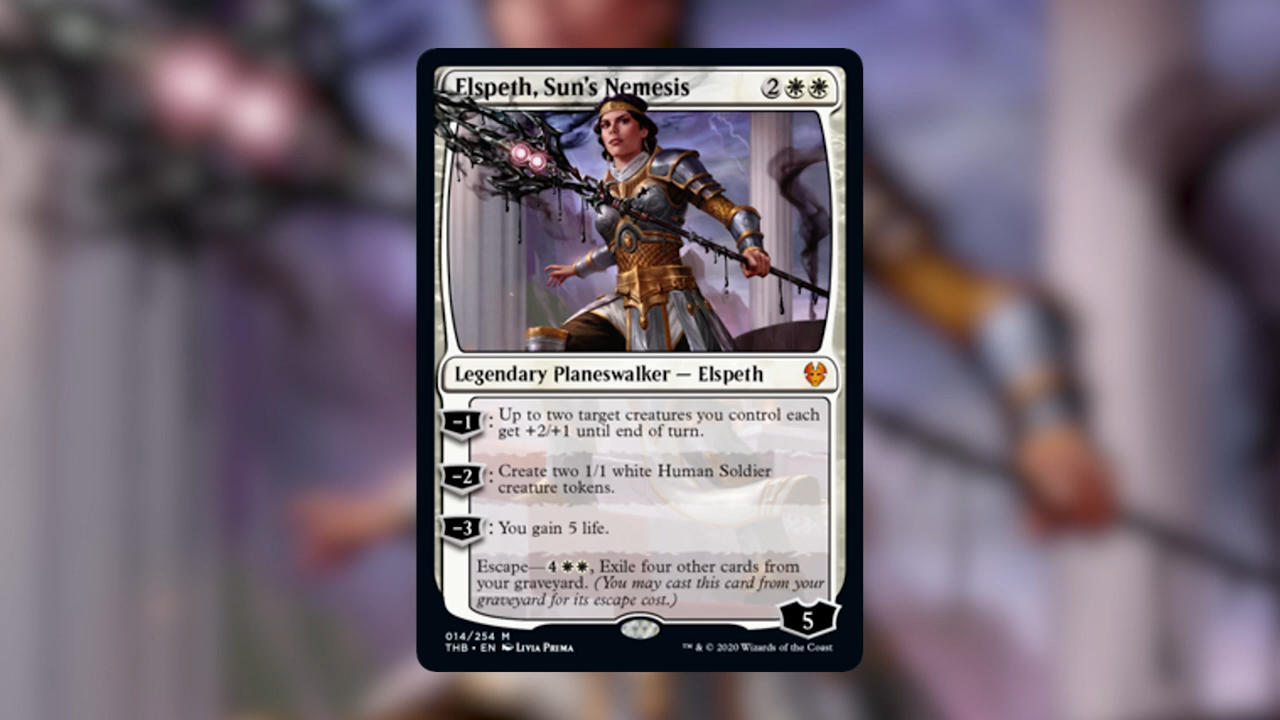 Elspeth, Sun's Nemesis 2
Legendary Planeswalker — Elspeth
−1: Up to two target creatures you control each
get +2/+1 until end of turn.
−2: Create two 1/1 white Human Soldier
creature tokens.
−3: You gain 5 life.
Escape—4, Exile four other cards from
your graveyard. (You may cast this card from your
graveyard for its escape cost.)
5
014/254 M
THB • EN Livia Prima ™ & © 2020 Wizards of the Coast